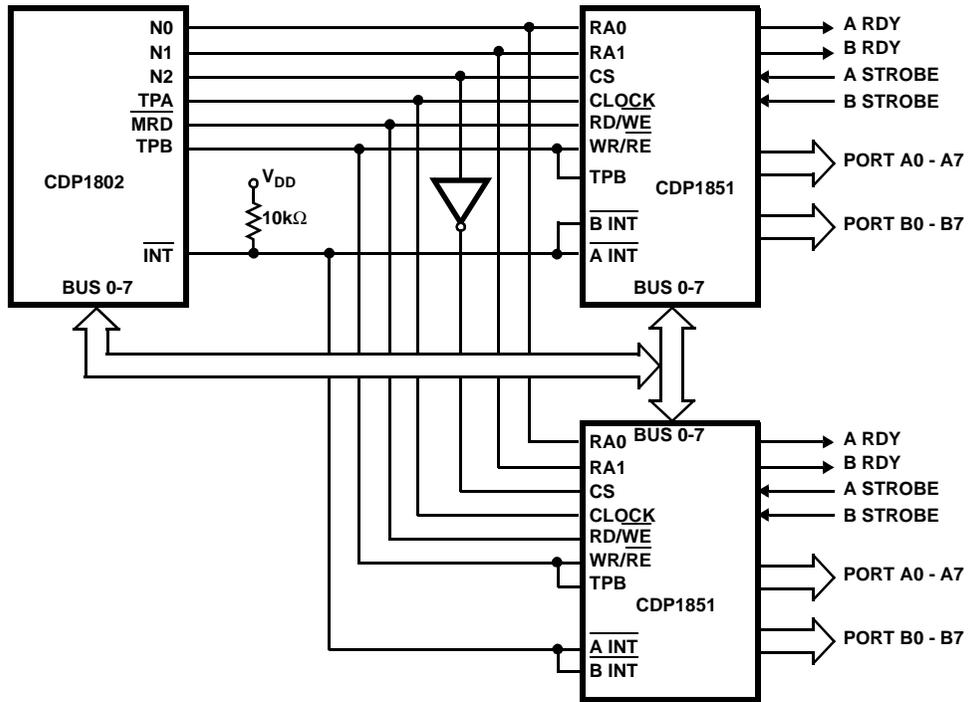 N0
N1
N2
TPA
MRD
TPB
CDP1802
VDD
10kΩ
INT
BUS 0-7
RA0
RA1
CS
CLOCK
RD/WE
WR/RE
TPB
CDP1851
B INT
A INT
BUS 0-7
A RDY
B RDY
A STROBE
B STROBE
PORT A0 - A7
PORT B0 - B7
BUS 0-7
RA0
RA1
CS
CLOCK
RD/WE
WR/RE
TPB
CDP1851
A INT
B INT
A RDY
B RDY
A STROBE
B STROBE
PORT A0 - A7
PORT B0 - B7